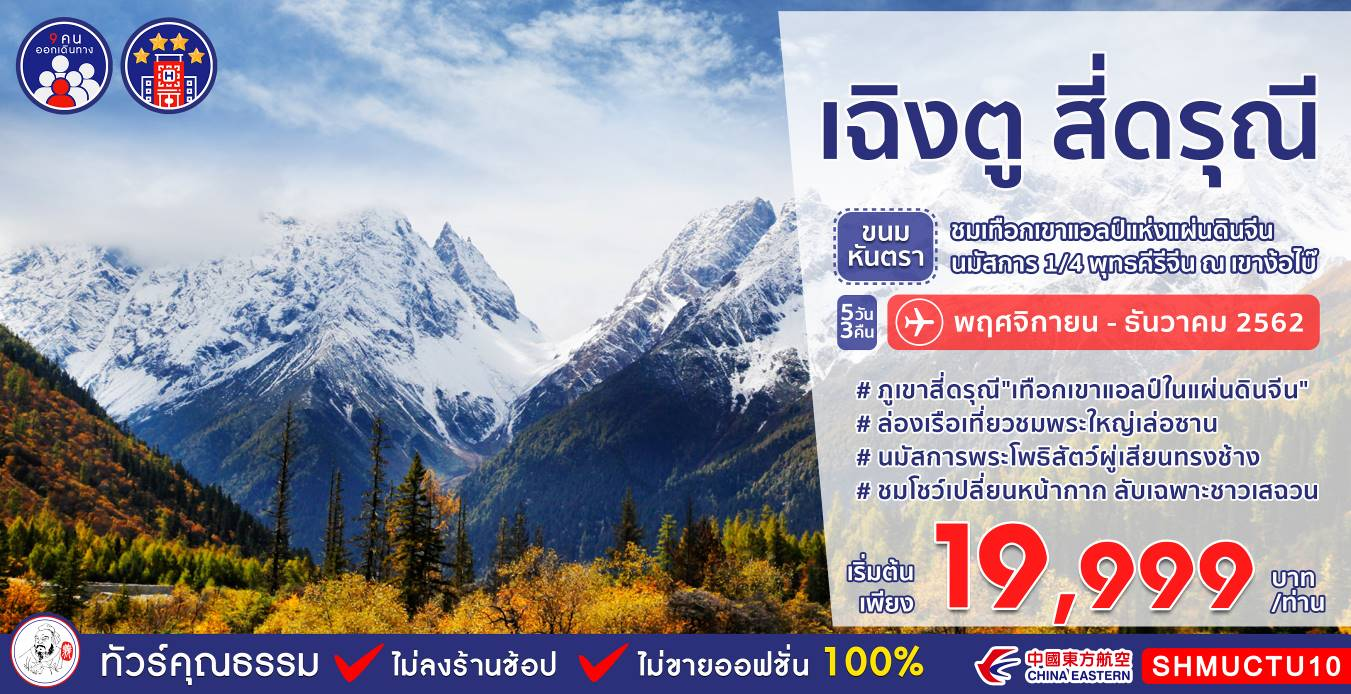 9 คน
ออกเดินทาง
H
เฉิงตู สี่ดรุณี
ขนม
หันตรา
ชมเทือกเขาแอลป์แห่งแผ่นดินจีน
นมัสการ 1/4 พุทธคีรีจีน ณ เขาง้อไบ๊
5 วัน
3 คืน
พฤศจิกายน - ธันวาคม 2562
# ภูเขาสี่ดรุณี"เทือกเขาแอลป์ในแผ่นดินจีน"
# ล่องเรือเที่ยวชมพระใหญ่เล่อซาน
# นมัสการพระโพธิสัตว์ผู่เสียนทรงช้าง
# ชมโชว์เปลี่ยนหน้ากาก ลับเฉพาะชาวเสฉวน
เริ่มต้น
เพียง
19,999
บาท
/ท่าน
ทัวร์คุณธรรม ไม่ลงร้านช้อป ไม่ขายออฟชั่น 100%
中國東方航空
CHINA EASTERN
SHMUCTU10